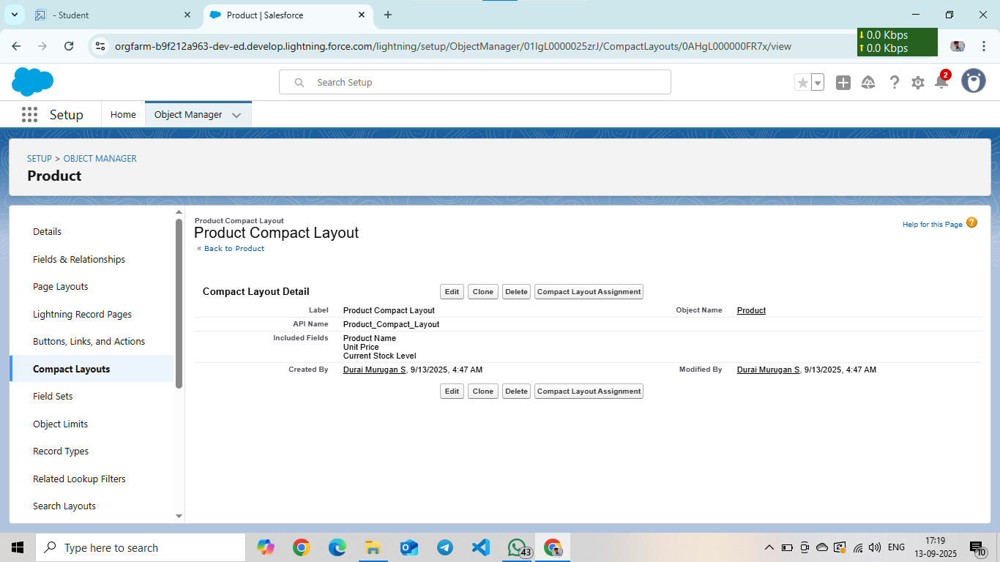 - Student
Product | Salesforce
orgfarm-b9f212a963-dev-ed.develop.lightning.force.com/lightning/setup/ObjectManager/01IgL0000025zrJ/CompactLayouts/0AHgL000000FR7x/view
0.0 Kbps
0.0 Kbps
Search Setup
2
Setup
Home
Object Manager
SETUP > OBJECT MANAGER
Product
Details
Fields & Relationships
Page Layouts
Lightning Record Pages
Buttons, Links, and Actions
Compact Layouts
Field Sets
Object Limits
Record Types
Related Lookup Filters
Search Layouts
Product Compact Layout
Product Compact Layout
« Back to Product
Help for this Page ?
Compact Layout Detail Edit Clone Delete Compact Layout Assignment
Label Product Compact Layout Object Name Product
API Name Product_Compact_Layout
Included Fields Product Name
Unit Price
Current Stock Level
Created By Durai Murugan S, 9/13/2025, 4:47 AM Modified By Durai Murugan S, 9/13/2025, 4:47 AM
Edit Clone Delete Compact Layout Assignment
Type here to search
43
ENG
17:19
13-09-2025
10